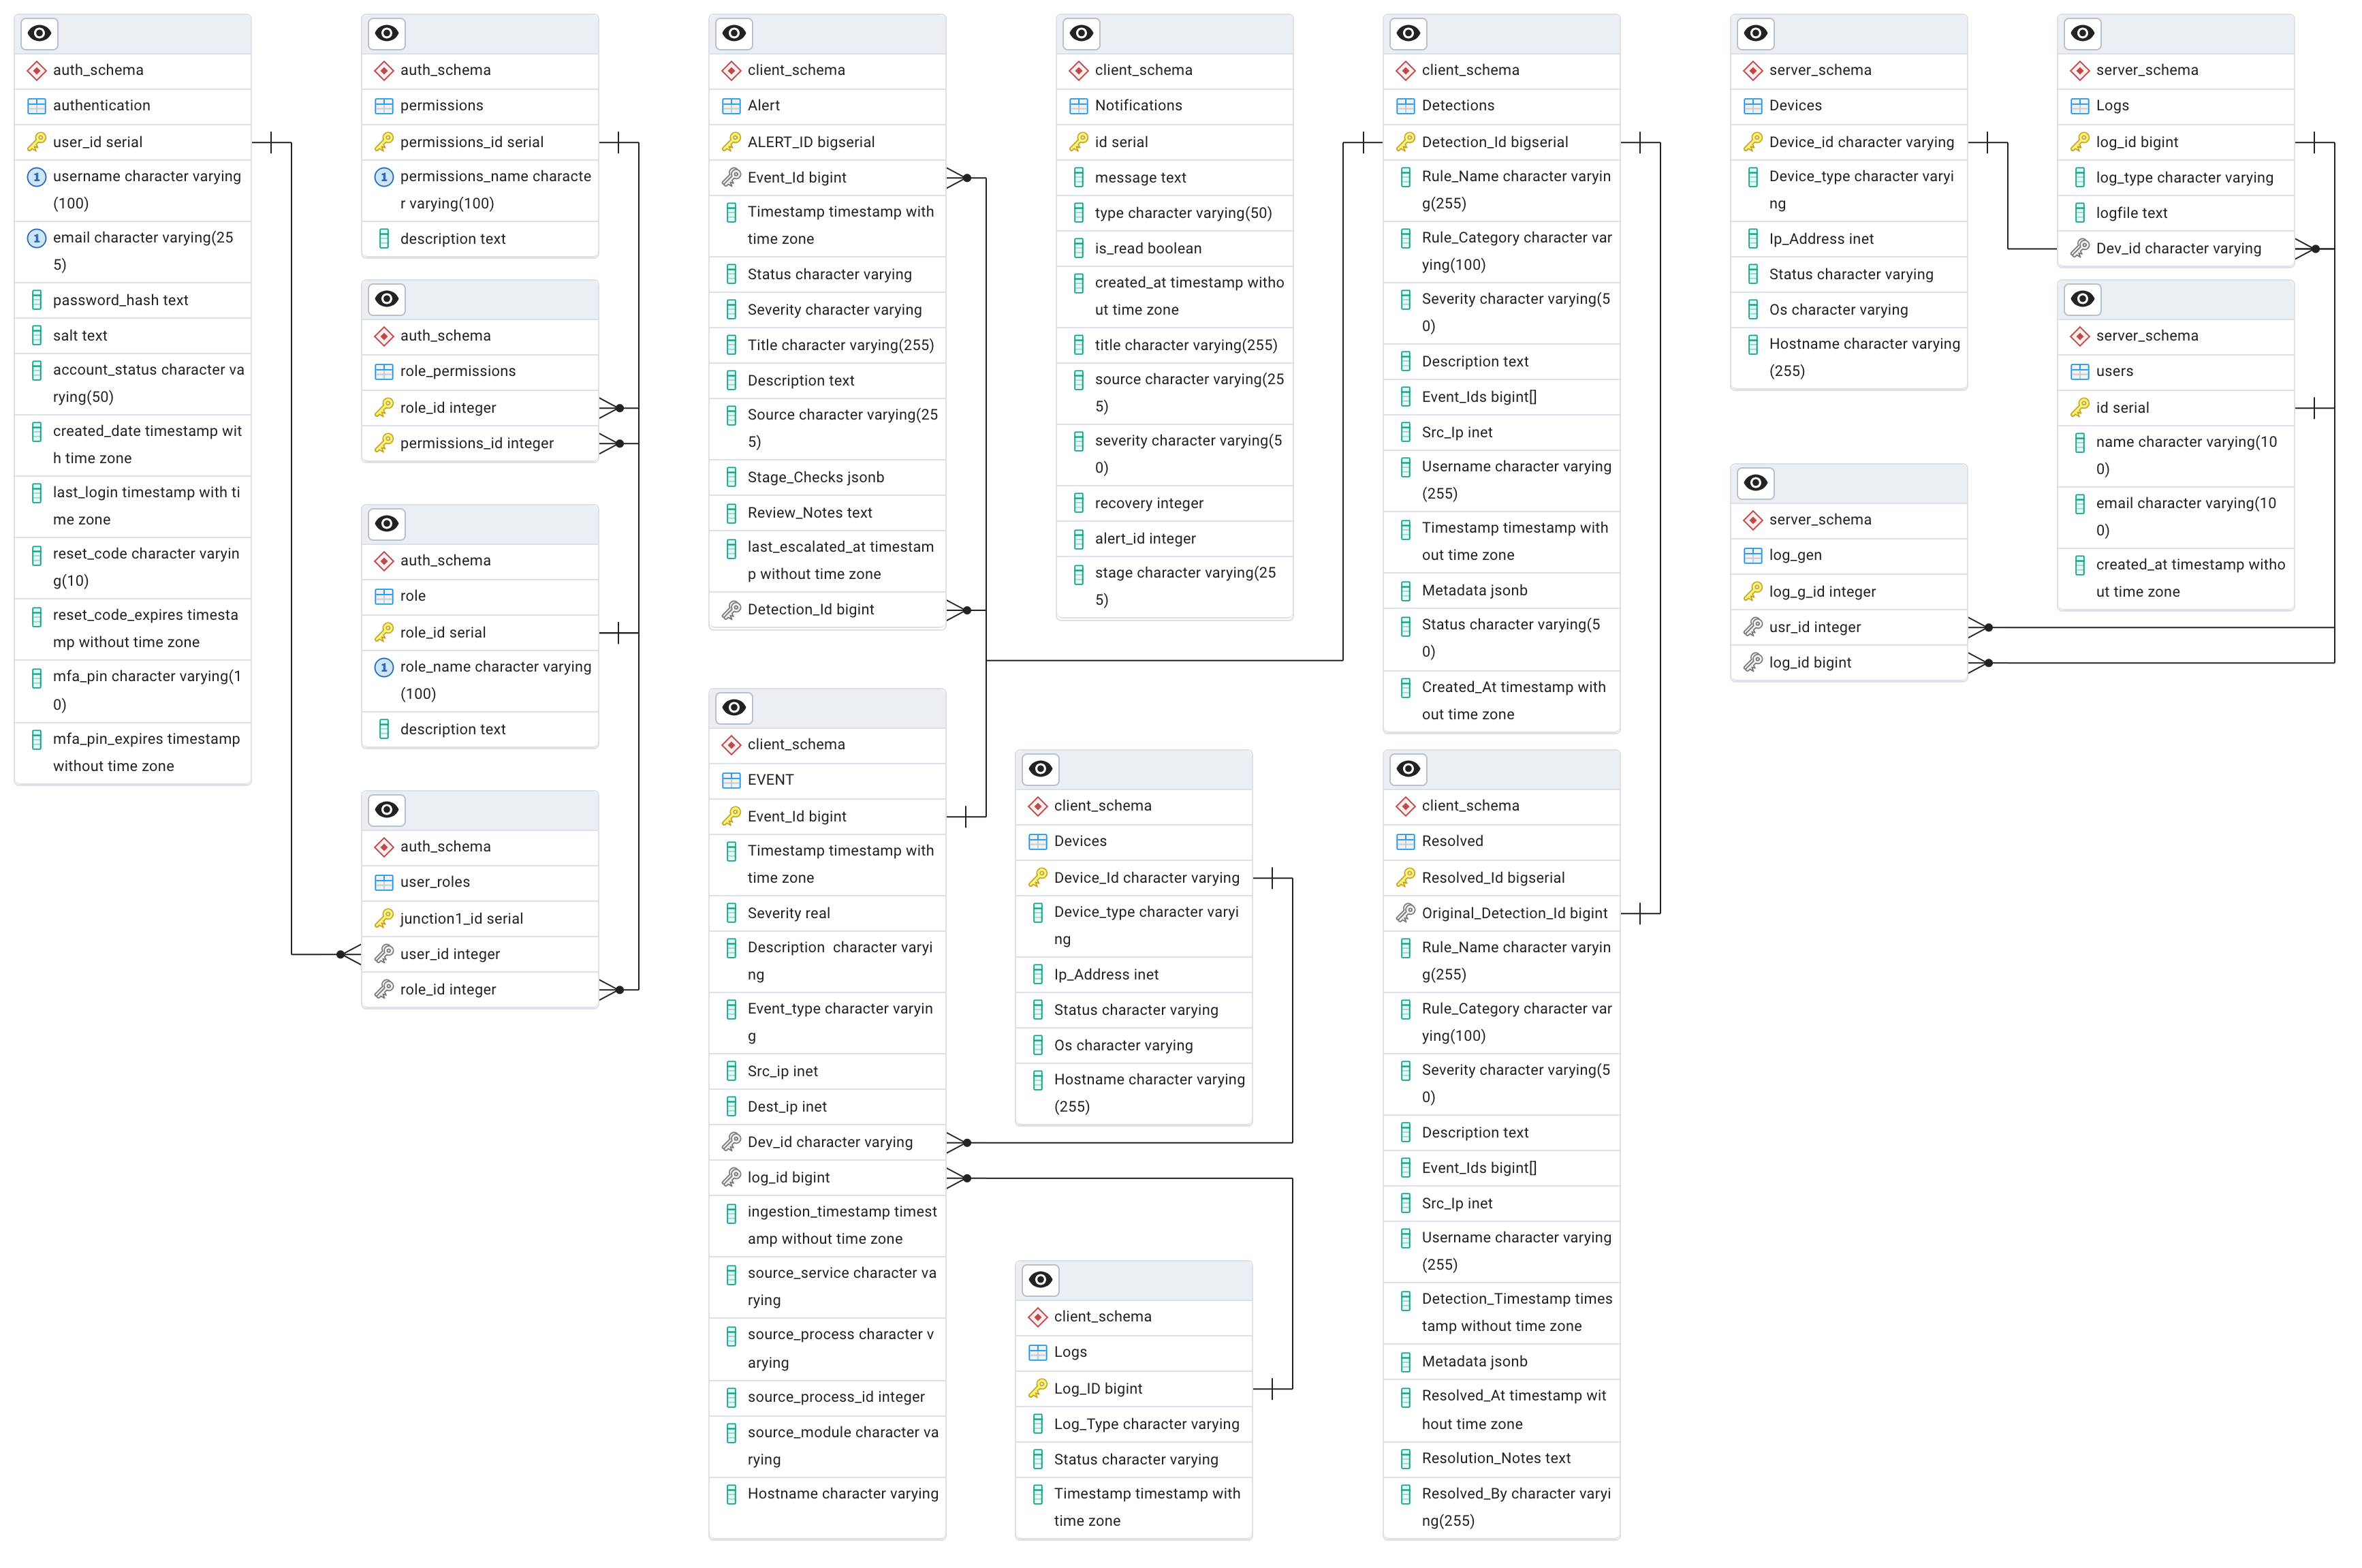 auth_schema
authentication
user_id serial
username character varying
(100)
email character varying(25
5)
password_hash text
salt text
account_status character va
rying(50)
created_date timestamp wit
h time zone
last_login timestamp with ti
me zone
reset_code character varyin
g(10)
reset_code_expires timesta
mp without time zone
mfa_pin character varying(1
0)
mfa_pin_expires timestamp
without time zone
auth_schema
permissions
permissions_id serial
permissions_name characte
r varying(100)
description text
auth_schema
role_permissions
role_id integer
permissions_id integer
auth_schema
role
role_id serial
role_name character varying
(100)
description text
auth_schema
user_roles
junction1_id serial
user_id integer
role_id integer
client_schema
Alert
ALERT_ID bigserial
Event_Id bigint
Timestamp timestamp with
time zone
Status character varying
Severity character varying
Title character varying(255)
Description text
Source character varying(25
5)
Stage_Checks jsonb
Review_Notes text
last_escalated_at timestam
p without time zone
Detection_Id bigint
client_schema
EVENT
Event_Id bigint
Timestamp timestamp with
time zone
Severity real
Description  character varyi
ng
Event_type character varyin
g
Src_ip inet
Dest_ip inet
Dev_id character varying
log_id bigint
ingestion_timestamp timest
amp without time zone
source_service character va
rying
source_process character v
arying
source_process_id integer
source_module character va
rying
Hostname character varying
client_schema
Notifications
id serial
message text
type character varying(50)
is_read boolean
created_at timestamp witho
ut time zone
title character varying(255)
source character varying(25
5)
severity character varying(5
0)
recovery integer
alert_id integer
stage character varying(25
5)
client_schema
Devices
Device_Id character varying
Device_type character varyi
ng
Ip_Address inet
Status character varying
Os character varying
Hostname character varying
(255)
client_schema
Logs
Log_ID bigint
Log_Type character varying
Status character varying
Timestamp timestamp with
time zone
client_schema
Detections
Detection_Id bigserial
Rule_Name character varyin
g(255)
Rule_Category character var
ying(100)
Severity character varying(5
0)
Description text
Event_Ids bigint[]
Src_Ip inet
Username character varying
(255)
Timestamp timestamp with
out time zone
Metadata jsonb
Status character varying(5
0)
Created_At timestamp with
out time zone
client_schema
Resolved
Resolved_Id bigserial
Original_Detection_Id bigint
Rule_Name character varyin
g(255)
Rule_Category character var
ying(100)
Severity character varying(5
0)
Description text
Event_Ids bigint[]
Src_Ip inet
Username character varying
(255)
Detection_Timestamp times
tamp without time zone
Metadata jsonb
Resolved_At timestamp wit
hout time zone
Resolution_Notes text
Resolved_By character varyi
ng(255)
server_schema
Devices
Device_id character varying
Device_type character varyi
ng
Ip_Address inet
Status character varying
Os character varying
Hostname character varying
(255)
server_schema
log_gen
log_g_id integer
usr_id integer
log_id bigint
server_schema
Logs
log_id bigint
log_type character varying
logfile text
Dev_id character varying
server_schema
users
id serial
name character varying(10
0)
email character varying(10
0)
created_at timestamp witho
ut time zone